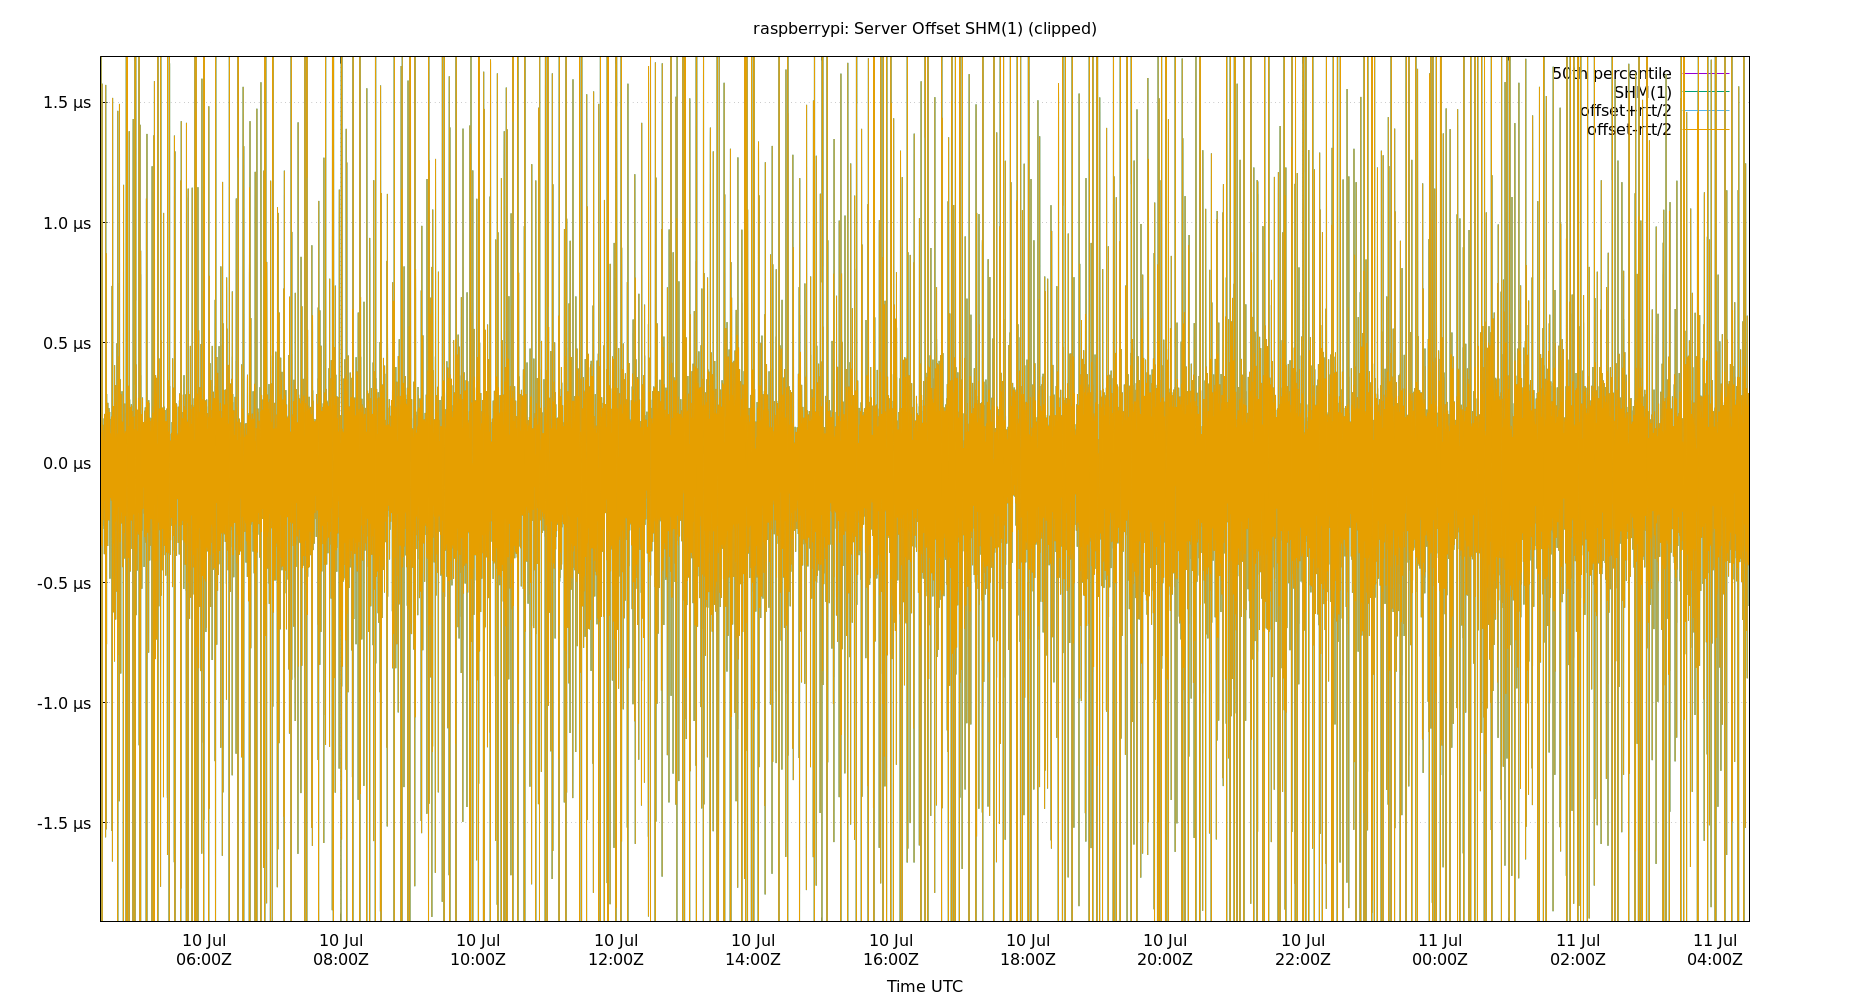 raspberrypi: Server Offset SHM(1) (clipped)
50th percentile
SHM(1)
offset+rtt/2
offset-rtt/2
1.5 µs
1.0 µs
0.5 µs
0.0 µs
-0.5 µs
-1.0 µs
-1.5 µs
10 Jul 10 Jul 10 Jul 10 Jul 10 Jul 10 Jul 10 Jul 10 Jul 10 Jul 11 Jul 11 Jul 11 Jul
06:00Z 08:00Z 10:00Z 12:00Z 14:00Z 16:00Z 18:00Z 20:00Z 22:00Z 00:00Z 02:00Z 04:00Z
Time UTC